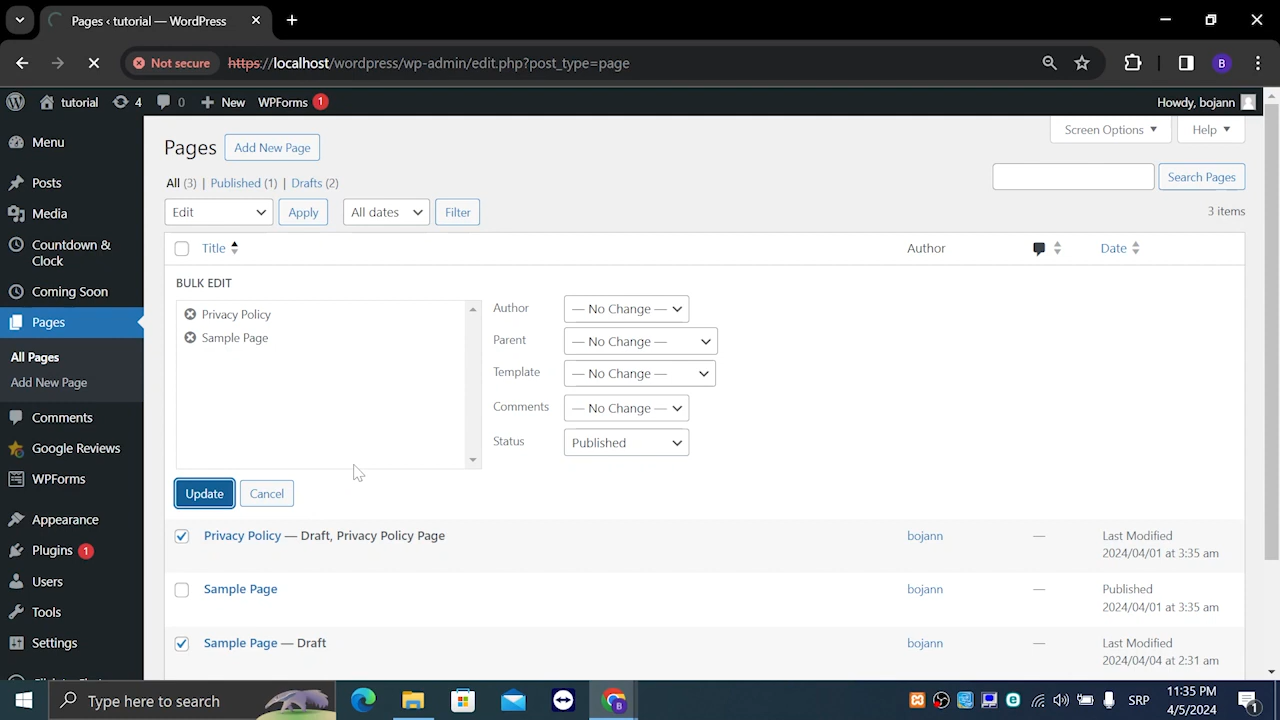 Pages ‹ tutorial — WordPress
Not secure https://localhost/wordpress/wp-admin/edit.php?post_type=page B
tutorial 4 0 New WPForms 1 Howdy, bojann
Menu
Posts
Media
Countdown &
Clock
Coming Soon
Pages
All Pages
Add New Page
Comments
Google Reviews
WPForms
Appearance
Plugins 1
Users
Tools
Settings
Pages Add New Page Screen Options Help
All (3) | Published (1) | Drafts (2) Search Pages
Edit Apply All dates Filter 3 items
Title Author Date
BULK EDIT
Privacy Policy
Sample Page
Author — No Change —
Parent — No Change —
Template — No Change —
Comments — No Change —
Status Published
Update Cancel
Privacy Policy — Draft, Privacy Policy Page bojann — Last Modified
2024/04/01 at 3:35 am
Sample Page bojann — Published
2024/04/01 at 3:35 am
Sample Page — Draft bojann — Last Modified
2024/04/04 at 2:31 am
Type here to search B SRP 11:35 PM
4/5/2024 1